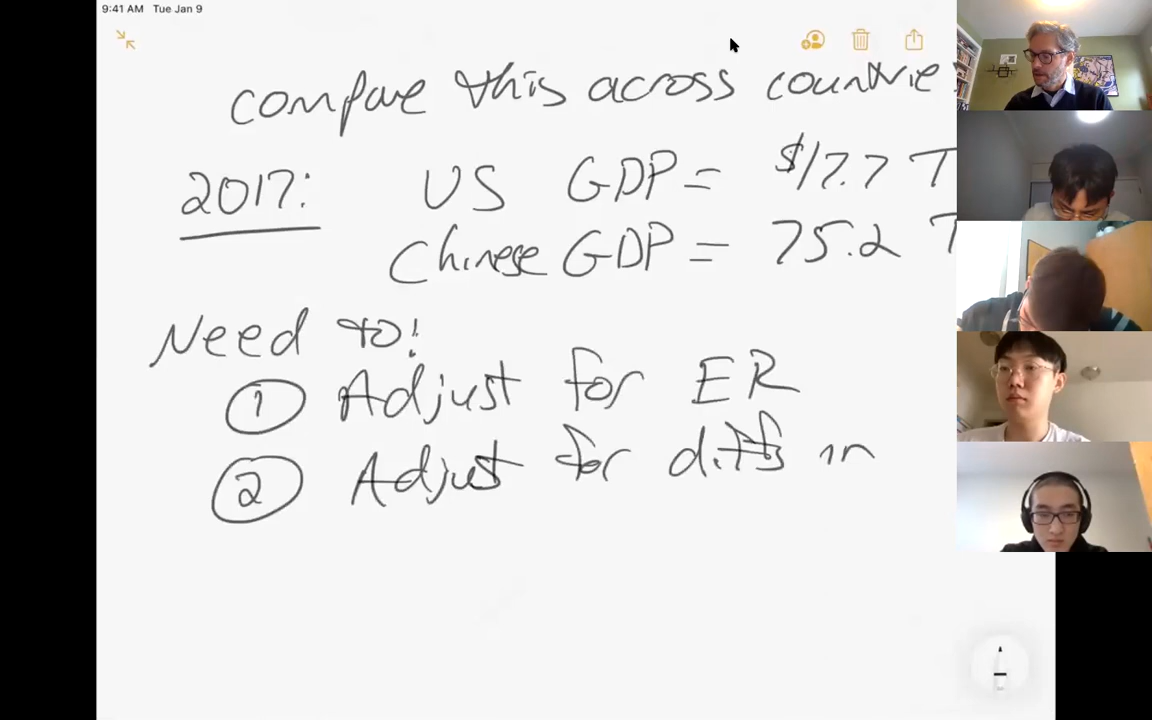 9:41 AM Tue Jan 9
compare this across countrie
2017: US GDP = $17.7 T
Chinese GDP = 75.2 T
Need to:
① Adjust for ER
② Adjust for diffs in